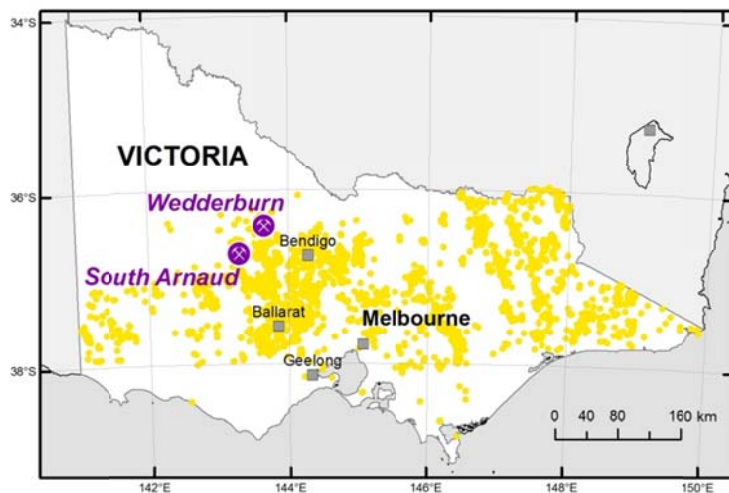 34°S
VICTORIA
36°S
Wedderburn
Bendigo
South Arnaud
Ballarat
Melbourne
Geelong
38°S
0 40 80 160 km
142°E 144°E 146°E 148°E 150°E